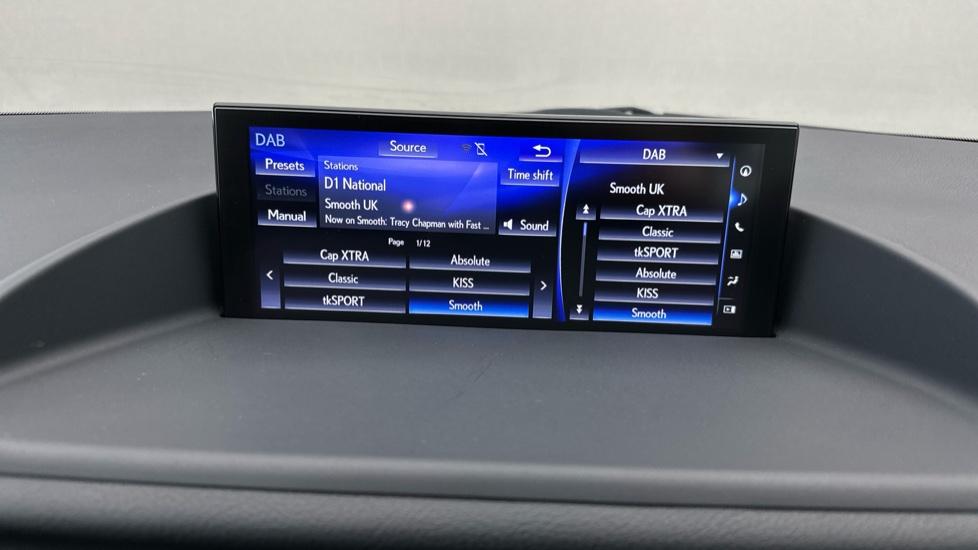 DAB
Source
Presets
Stations
Manual
Stations
D1 National
Smooth UK
Now on Smooth: Tracy Chapman with Fast ...
Time shift
Sound
Page 1/12
Cap XTRA
Absolute
Classic
KISS
tkSPORT
Smooth
DAB
Smooth UK
Cap XTRA
Classic
tkSPORT
Absolute
KISS
Smooth